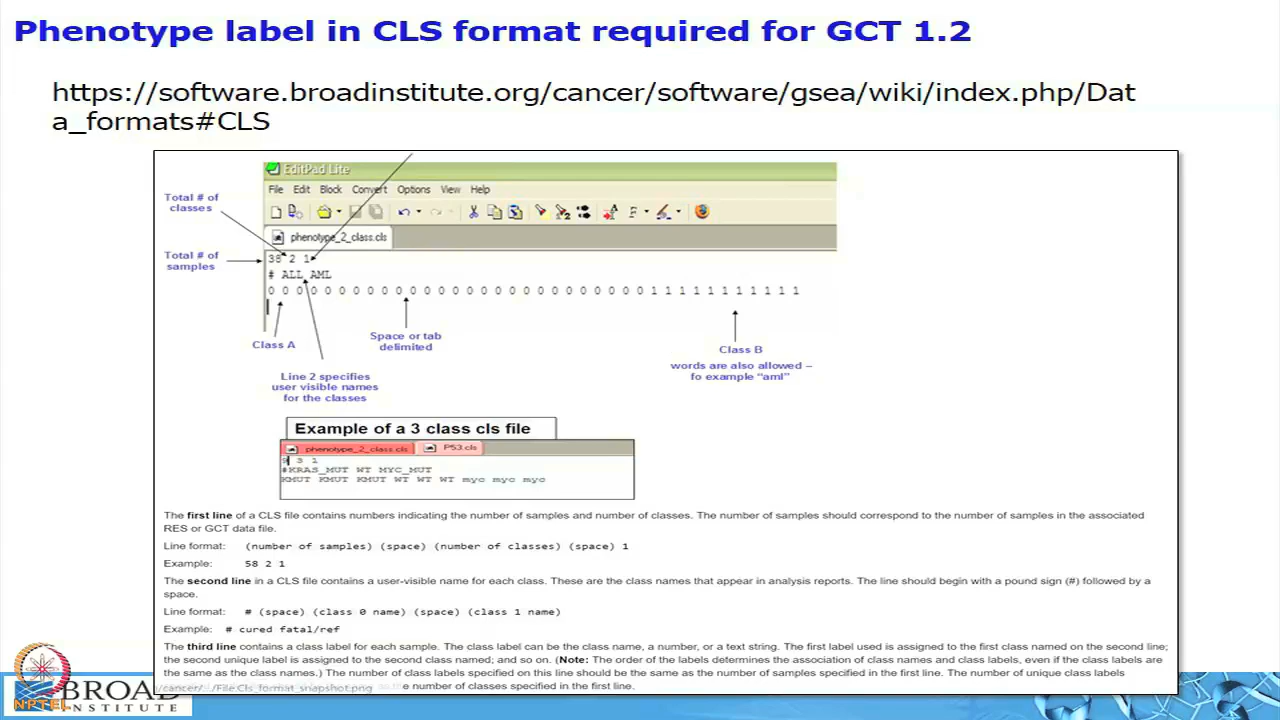 Phenotype label in CLS format required for GCT 1.2
https://software.broadinstitute.org/cancer/software/gsea/wiki/index.php/Dat
a_formats#CLS
EditPad Lite
File Edit Block Convert Options View Help
phenotype_2_class.cls
Total # of
classes
Total # of
samples
38 2 1
# ALL AML
0 0 0 0 0 0 0 0 0 0 0 0 0 0 0 0 0 0 0 0 0 0 0 0 0 0 0 1 1 1 1 1 1 1 1 1 1 1
Class A
Space or tab
delimited
Class B
words are also allowed –
fo example "aml"
Line 2 specifies
user visible names
for the classes
Example of a 3 class cls file
phenotype_2_class.cls P53.cls
9 3 1
#KRAS_MUT WT MYC_MUT
KMUT KMUT KMUT WT WT WT myc myc myc
The first line of a CLS file contains numbers indicating the number of samples and number of classes. The number of samples should correspond to the number of samples in the associated
RES or GCT data file.
Line format: (number of samples) (space) (number of classes) (space) 1
Example: 58 2 1
The second line in a CLS file contains a user-visible name for each class. These are the class names that appear in analysis reports. The line should begin with a pound sign (#) followed by a
space.
Line format: # (space) (class 0 name) (space) (class 1 name)
Example: # cured fatal/ref
The third line contains a class label for each sample. The class label can be the class name, a number, or a text string. The first label used is assigned to the first class named on the second line;
the second unique label is assigned to the second class named; and so on. (Note: The order of the labels determines the association of class names and class labels, even if the class labels are
the same as the class names.) The number of class labels specified on this line should be the same as the number of samples specified in the first line. The number of unique class labels
/cancer/.../File:Cls_format_snapshot.png e number of classes specified in the first line.
BROAD
INSTITUTE
NPTEL